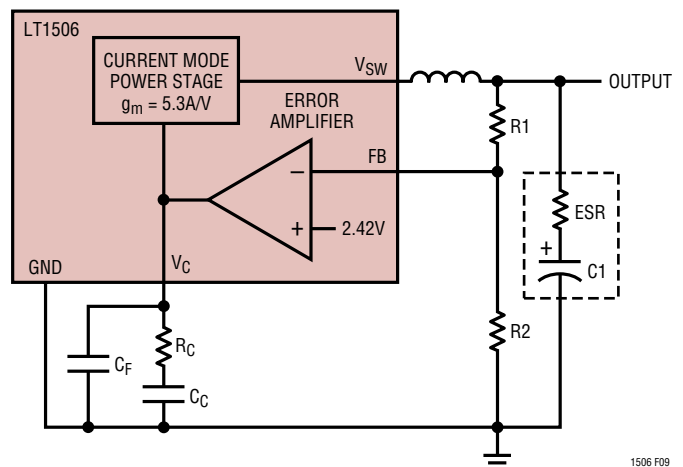 LT1506
CURRENT MODE
POWER STAGE
gm = 5.3A/V
VSW
OUTPUT
ERROR
AMPLIFIER
R1
FB
–
+
2.42V
ESR
+
C1
GND
VC
R2
RC
CF
CC
1506 F09